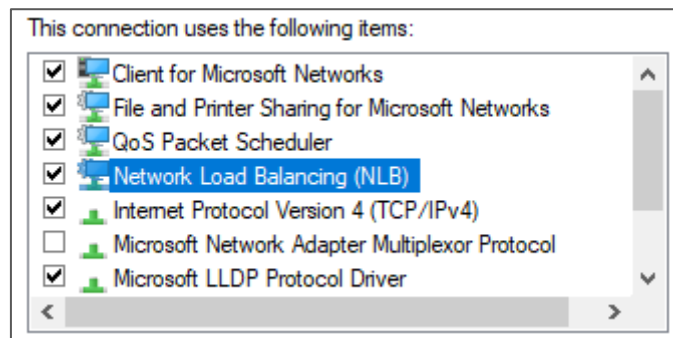 This connection uses the following items:
Client for Microsoft Networks
File and Printer Sharing for Microsoft Networks
QoS Packet Scheduler
Network Load Balancing (NLB)
Internet Protocol Version 4 (TCP/IPv4)
Microsoft Network Adapter Multiplexor Protocol
Microsoft LLDP Protocol Driver